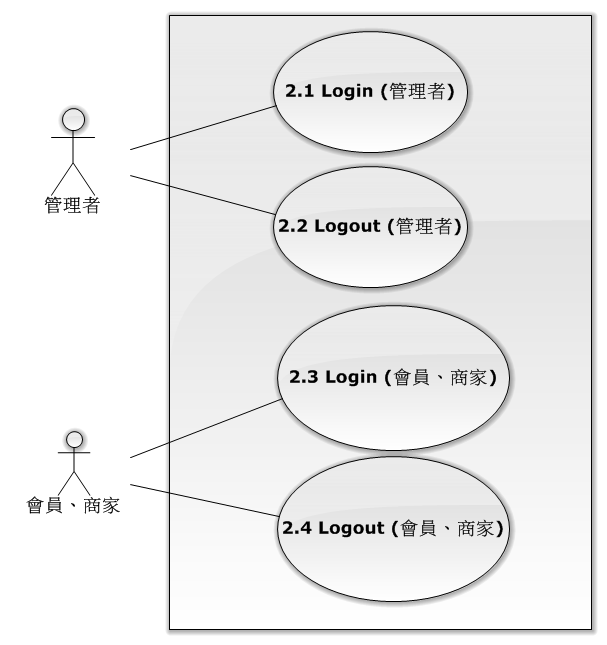 2.1 Login (管理者)
管理者
2.2 Logout (管理者)
2.3 Login (會員、商家)
會員、商家
2.4 Logout (會員、商家)